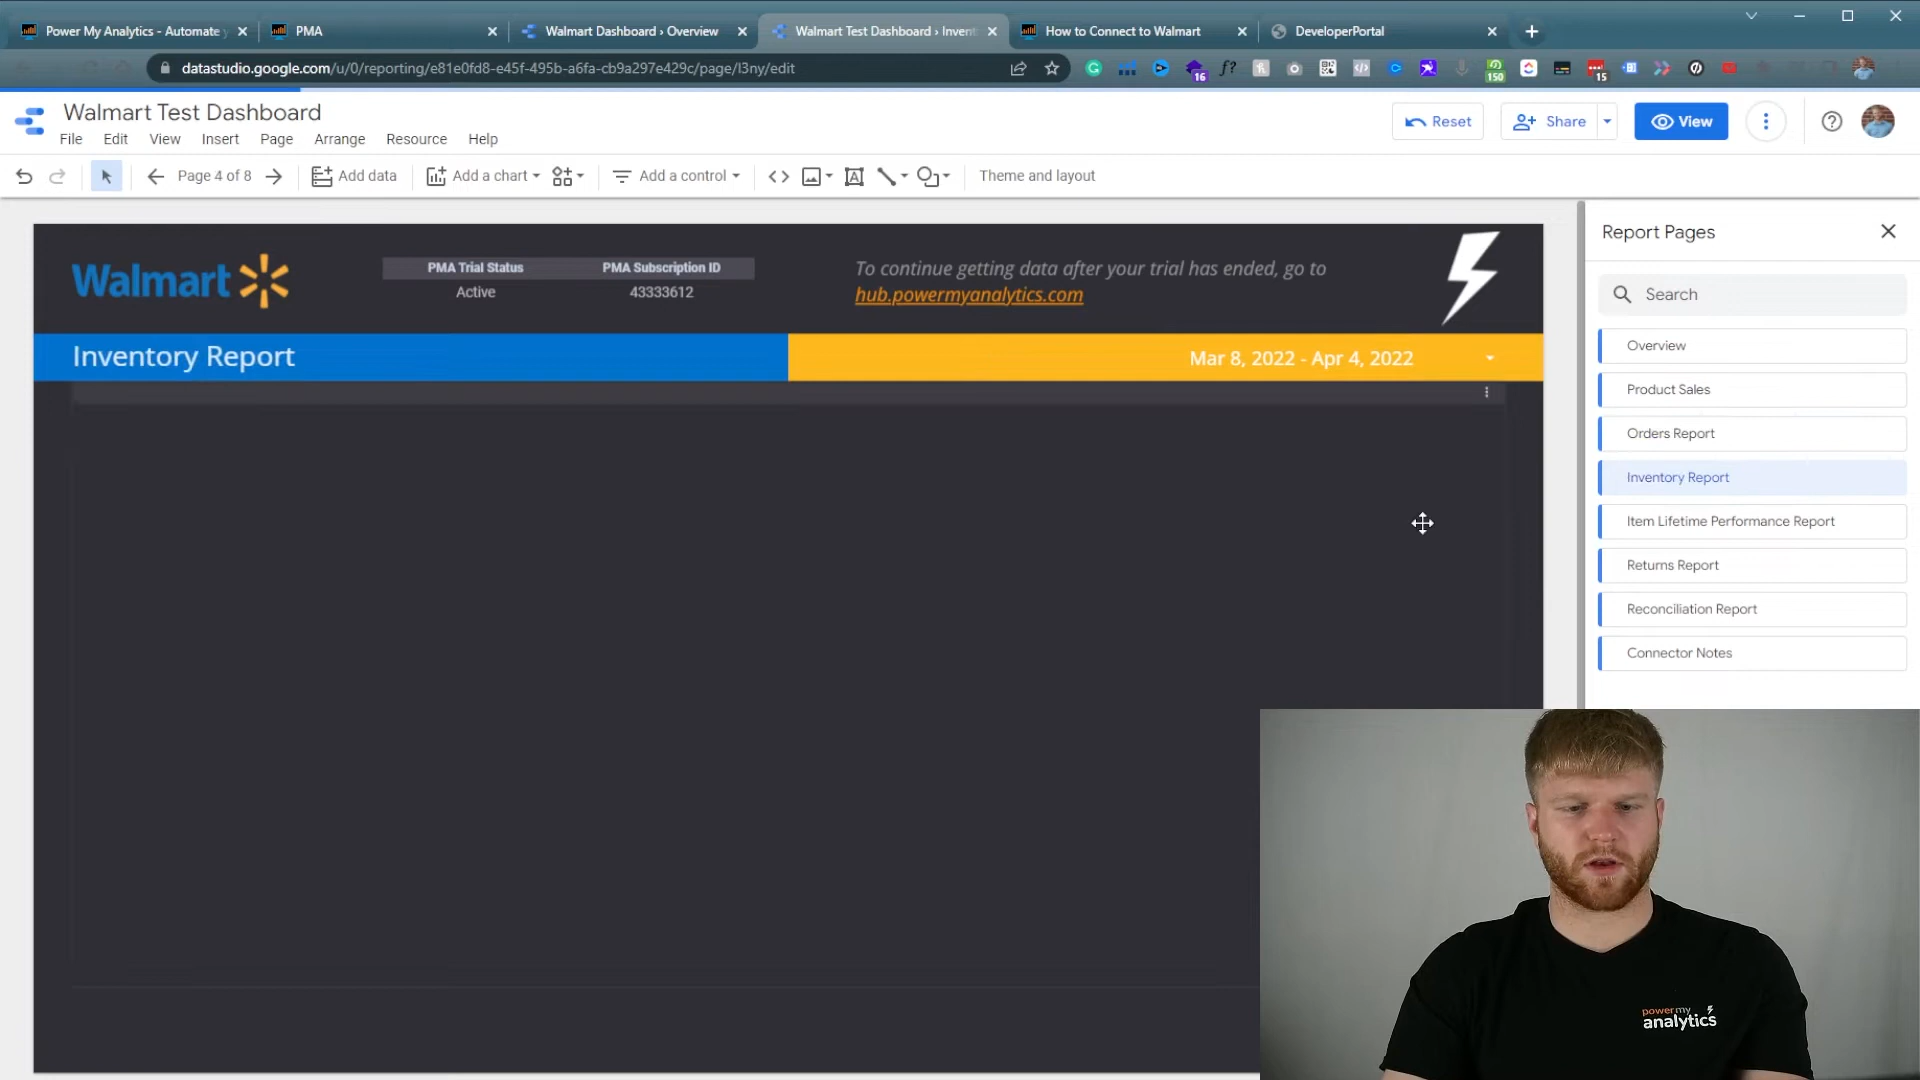 Power My Analytics - Automate y
PMA
Walmart Dashboard › Overview
Walmart Test Dashboard › Invent
How to Connect to Walmart
DeveloperPortal
datastudio.google.com/u/0/reporting/e81e0fd8-e45f-495b-a6fa-cb9a297e429c/page/l3ny/edit
16
f?
150
15
Walmart Test Dashboard
File
Edit
View
Insert
Page
Arrange
Resource
Help
Reset
Share
View
Page 4 of 8
Add data
Add a chart
Add a control
Theme and layout
Walmart
PMA Trial Status
PMA Subscription ID
Active
43333612
To continue getting data after your trial has ended, go to
hub.powermyanalytics.com
Inventory Report
Mar 8, 2022 - Apr 4, 2022
Report Pages
Search
Overview
Product Sales
Orders Report
Inventory Report
Item Lifetime Performance Report
Returns Report
Reconciliation Report
Connector Notes
powermy
analytics